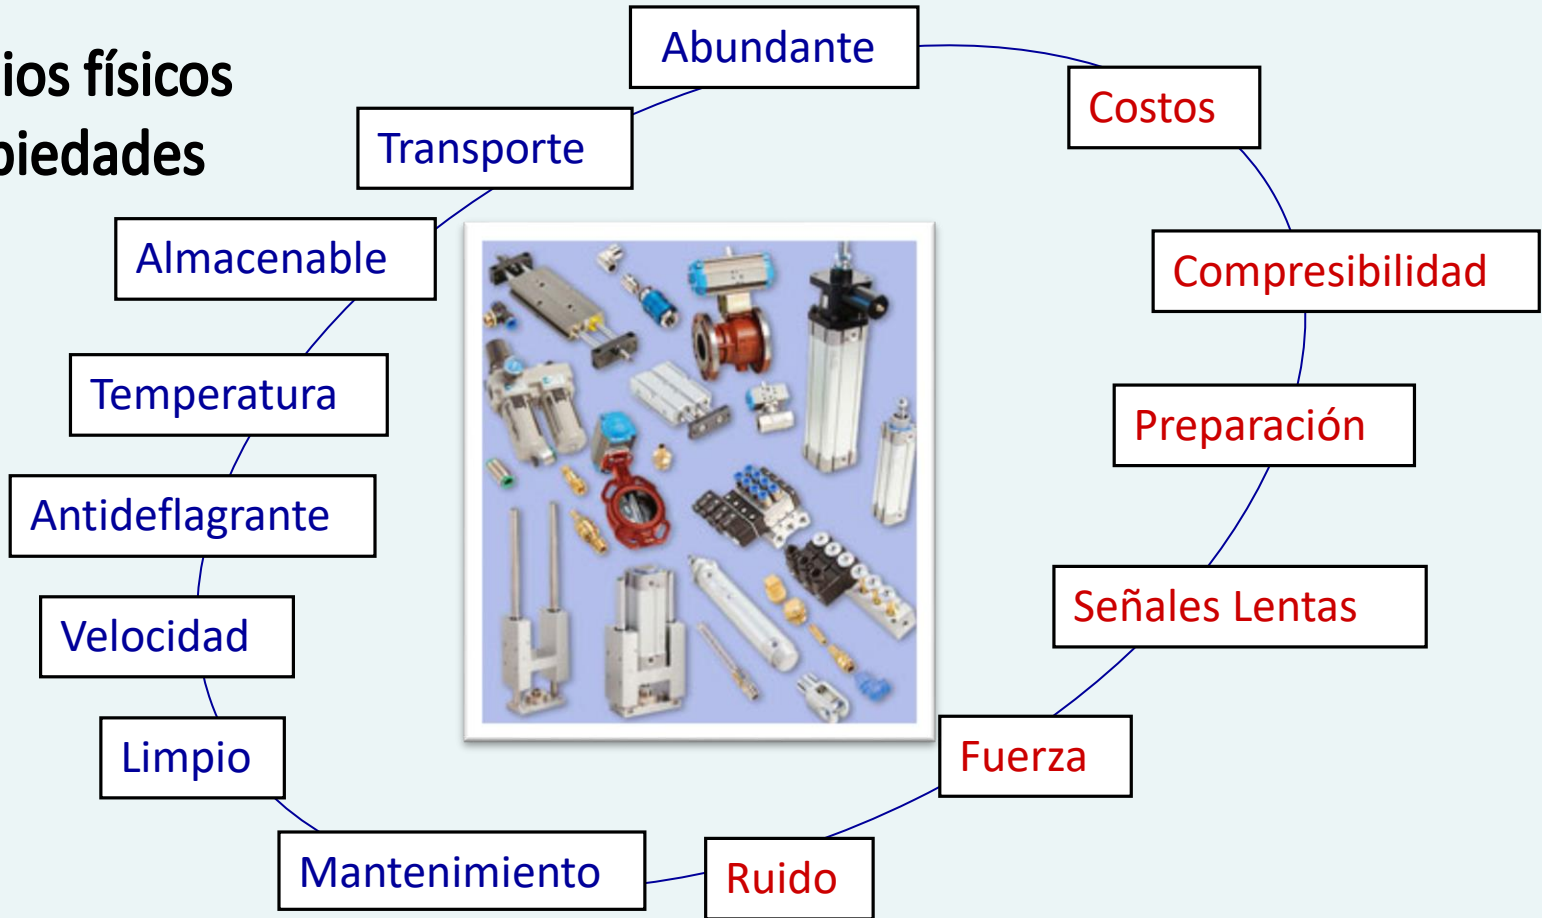 ios físicos
piedades
Abundante
Costos
Transporte
Compresibilidad
Almacenable
Temperatura
Preparación
Antideflagrante
Señales Lentas
Velocidad
Limpio
Fuerza
Mantenimiento
Ruido